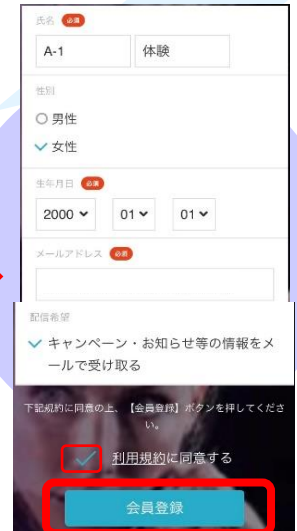 氏名 必須
A-1 体験
性別
男性
女性
生年月日 必須
2000 01 01
メールアドレス 必須
配信希望
キャンペーン・お知らせ等の情報をメ
ールで受け取る
下記規約に同意の上、【会員登録】ボタンを押してくださ
い。
利用規約に同意する
会員登録